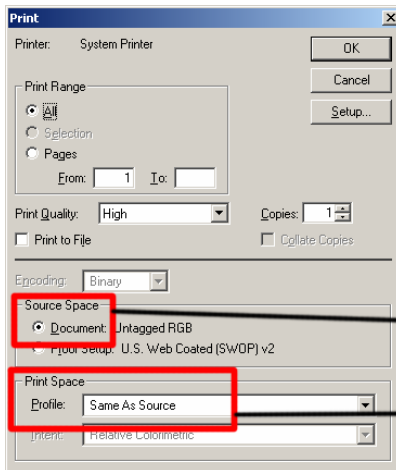 Print
Printer: System Printer
OK
Cancel
Setup...
Print Range
All
Selection
Pages
From: 1 To:
Print Quality: High
Copies: 1
Print to File
Collate Copies
Encoding: Binary
Source Space
Document: Untagged RGB
Proof Setup: U.S. Web Coated (SWOP) v2
Print Space
Profile: Same As Source
Intent: Relative Colorimetric